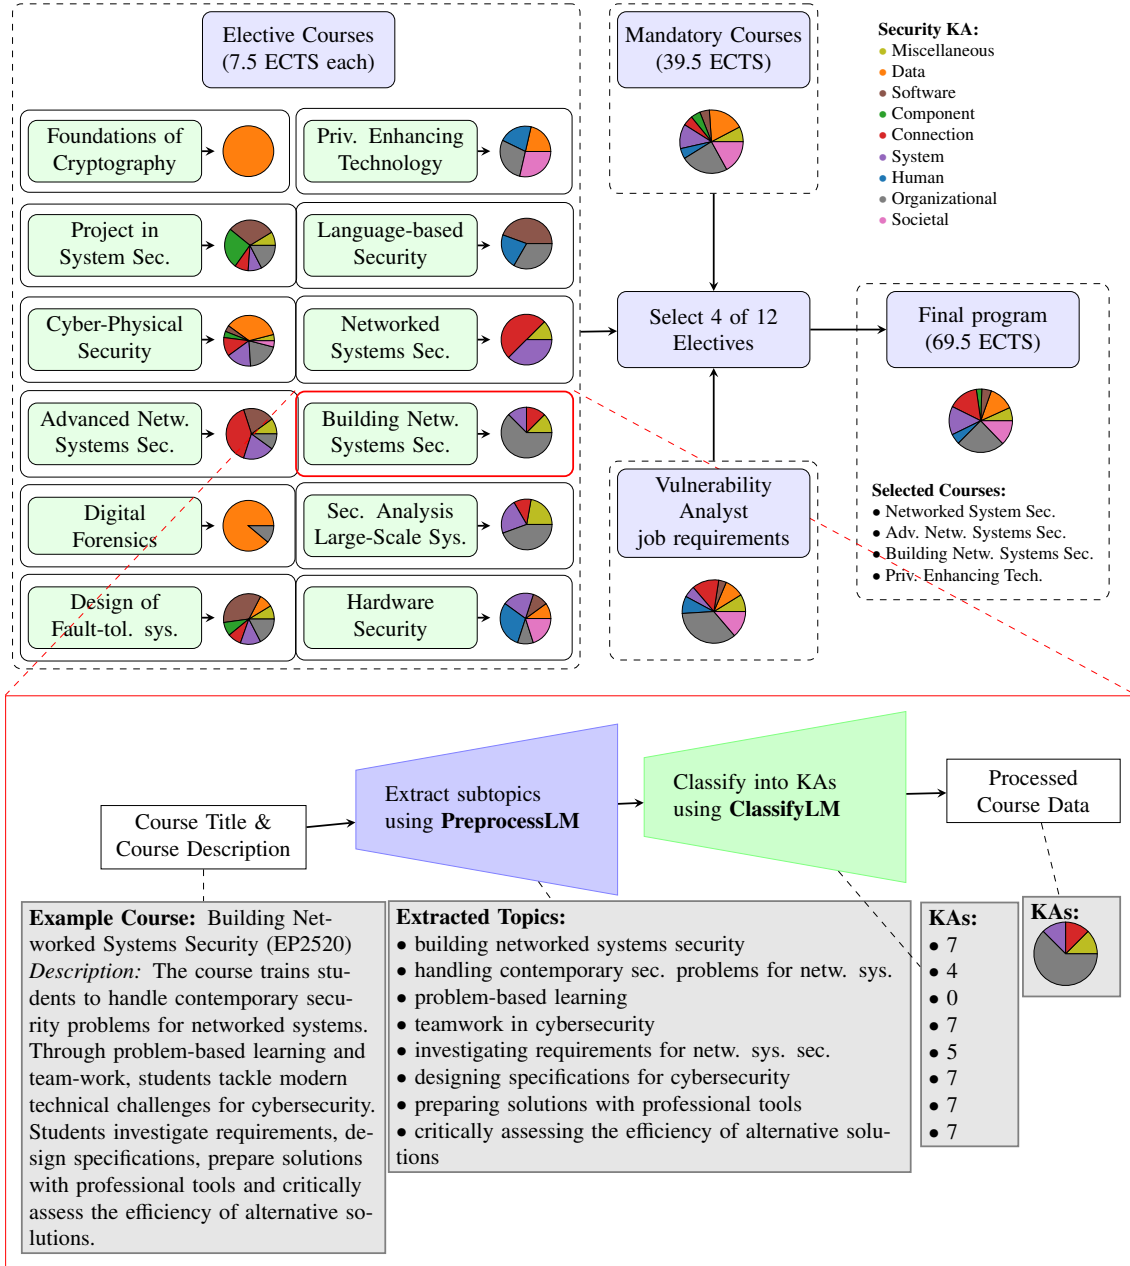 Elective Courses
(7.5 ECTS each)
Mandatory Courses
(39.5 ECTS)
Security KA:
Miscellaneous
Data
Software
Component
Connection
System
Human
Organizational
Societal
Foundations of
Cryptography
Priv. Enhancing
Technology
Project in
System Sec.
Language-based
Security
Cyber-Physical
Security
Networked
Systems Sec.
Advanced Netw.
Systems Sec.
Building Netw.
Systems Sec.
Digital
Forensics
Sec. Analysis
Large-Scale Sys.
Design of
Fault-tol. sys.
Hardware
Security
Select 4 of 12
Electives
Vulnerability
Analyst
job requirements
Final program
(69.5 ECTS)
Selected Courses:
● Networked System Sec.
● Adv. Netw. Systems Sec.
● Building Netw. Systems Sec.
● Priv. Enhancing Tech.
Course Title &
Course Description
Extract subtopics
using PreprocessLM
Classify into KAs
using ClassifyLM
Processed
Course Data
Example Course: Building Net-
worked Systems Security (EP2520)
Description: The course trains stu-
dents to handle contemporary secu-
rity problems for networked systems.
Through problem-based learning and
team-work, students tackle modern
technical challenges for cybersecurity.
Students investigate requirements, de-
sign specifications, prepare solutions
with professional tools and critically
assess the efficiency of alternative so-
lutions.
Extracted Topics:
● building networked systems security
● handling contemporary sec. problems for netw. sys.
● problem-based learning
● teamwork in cybersecurity
● investigating requirements for netw. sys. sec.
● designing specifications for cybersecurity
● preparing solutions with professional tools
● critically assessing the efficiency of alternative solu-
tions
KAs:
● 7
● 4
● 0
● 7
● 5
● 7
● 7
● 7
KAs: